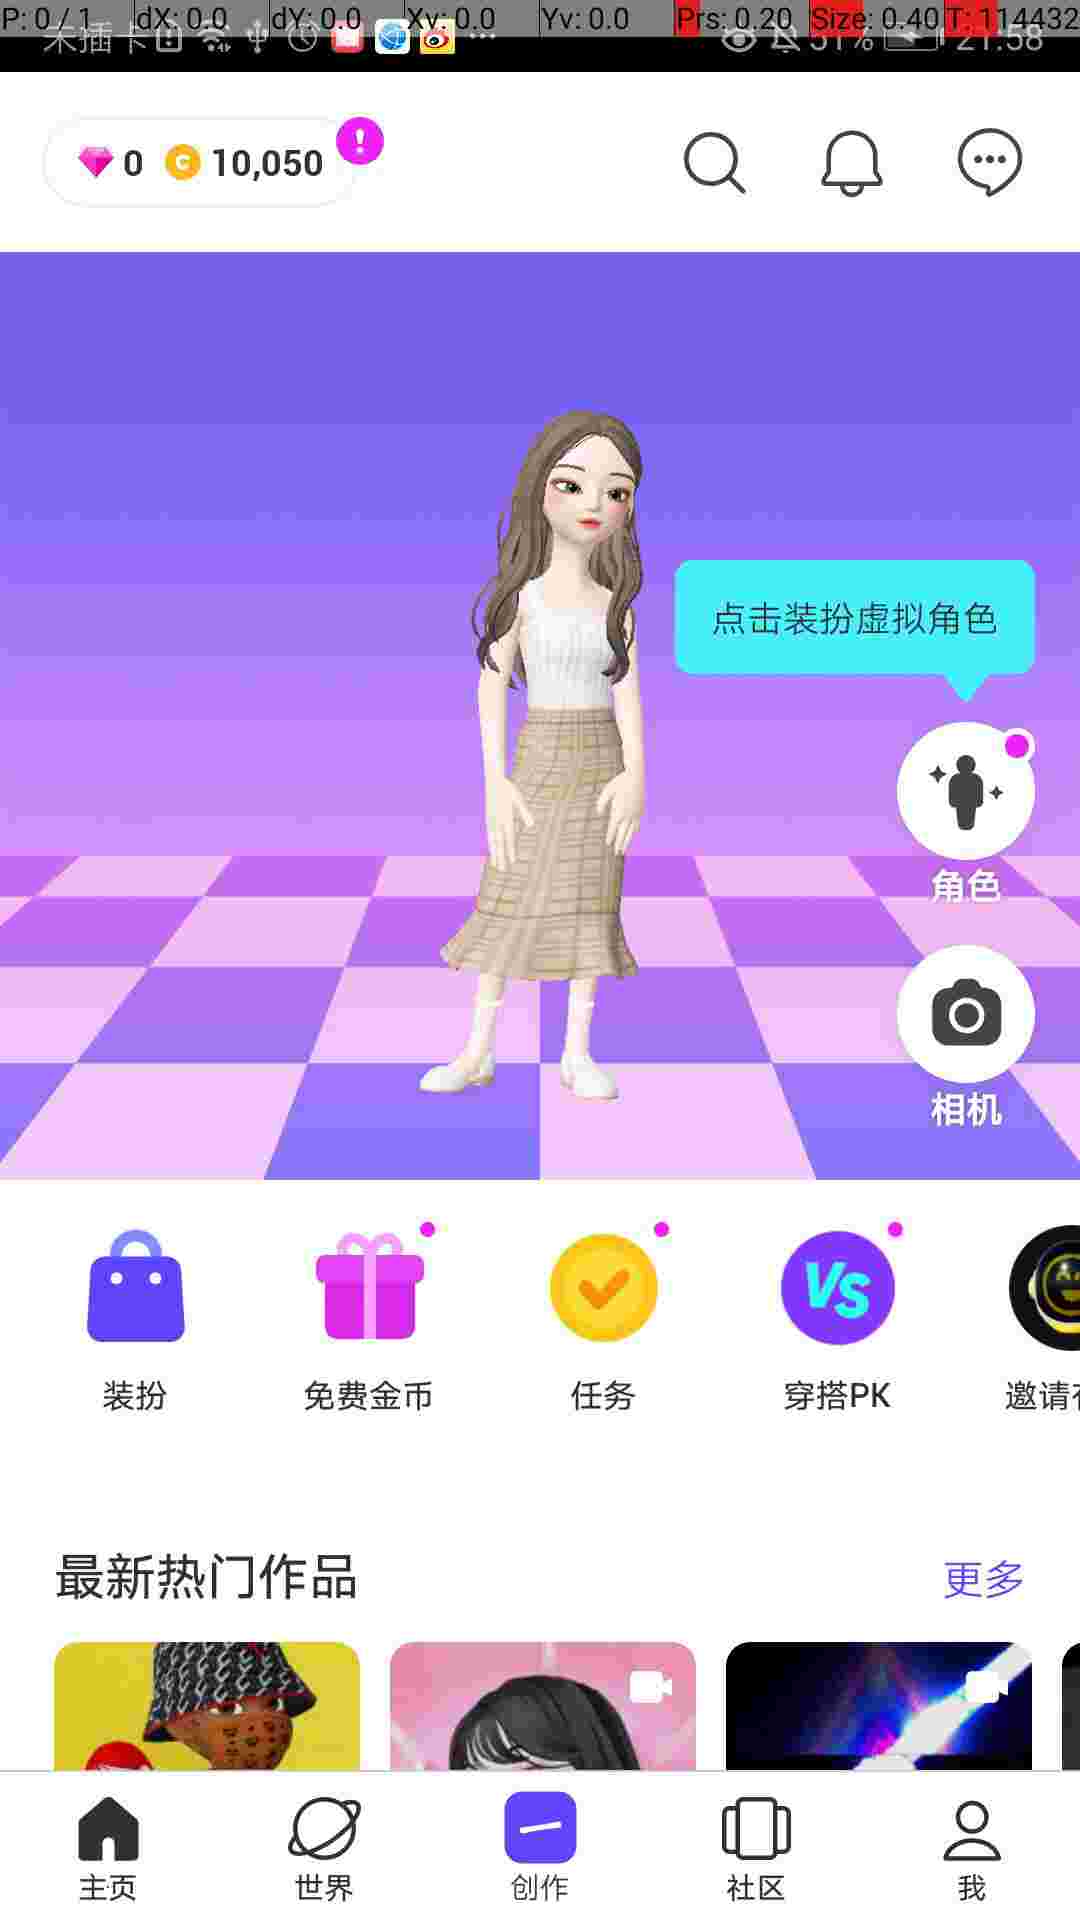 P: 0 / 1 dX: 0.0 dY: 0.0 Xv: 0.0 Yv: 0.0 Prs: 0.20 Size: 0.40 T: 114432
未插卡 51% 21:58
0 10,050
点击装扮虚拟角色
角色
相机
VS
装扮 免费金币 任务 穿搭PK 邀请
最新热门作品 更多
主页 世界 创作 社区 我